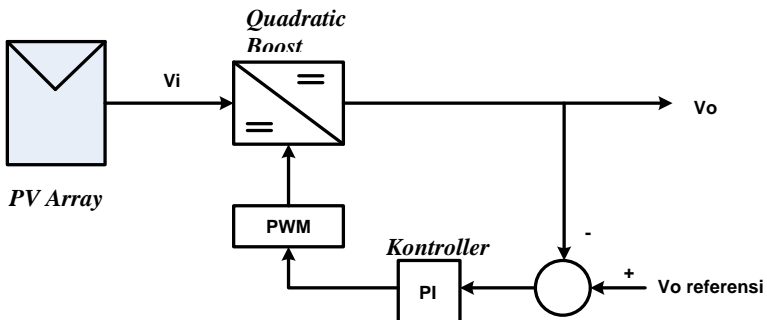 Quadratic
Boost
Vi
Vo
PV Array
PWM
Kontroller
-
+
PI
Vo referensi